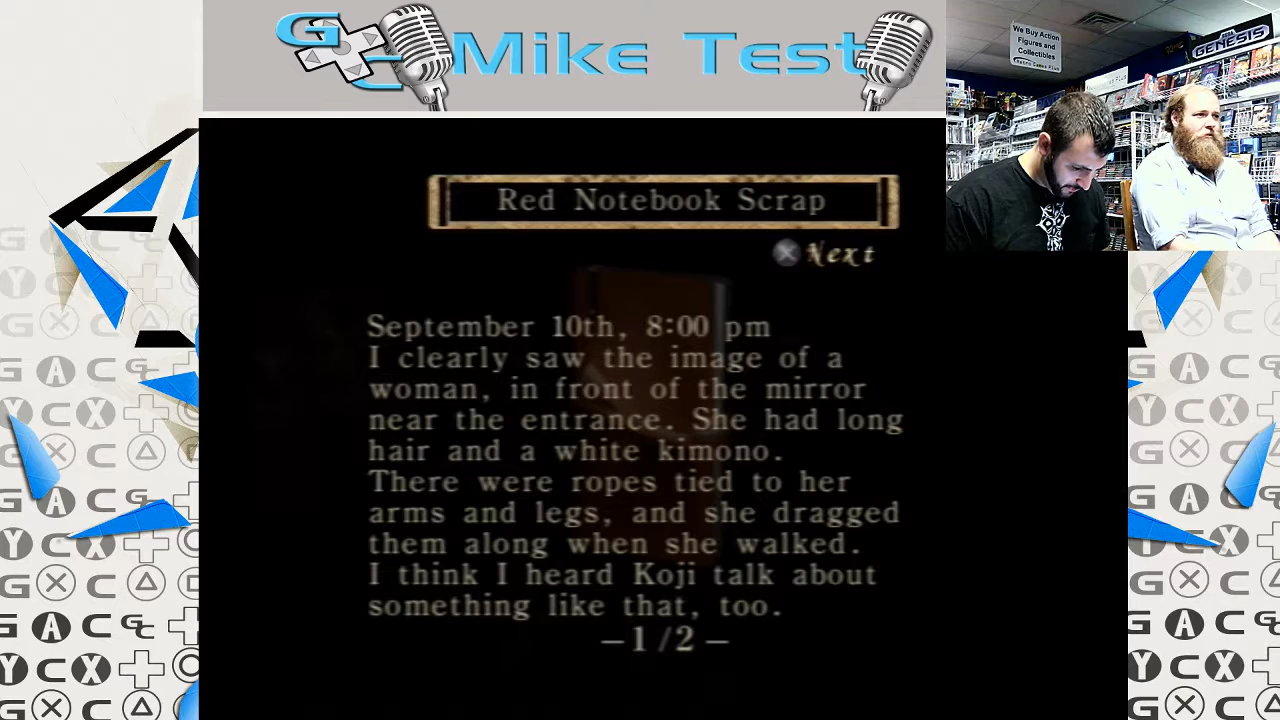 GC Mike Test
We Buy Action
Figures and
Collectibles
GENESIS
Red Notebook Scrap
Next
September 10th, 8:00 pm
I clearly saw the image of a
woman, in front of the mirror
near the entrance. She had long
hair and a white kimono.
There were ropes tied to her
arms and legs, and she dragged
them along when she walked.
I think I heard Koji talk about
something like that, too.
-1/2-